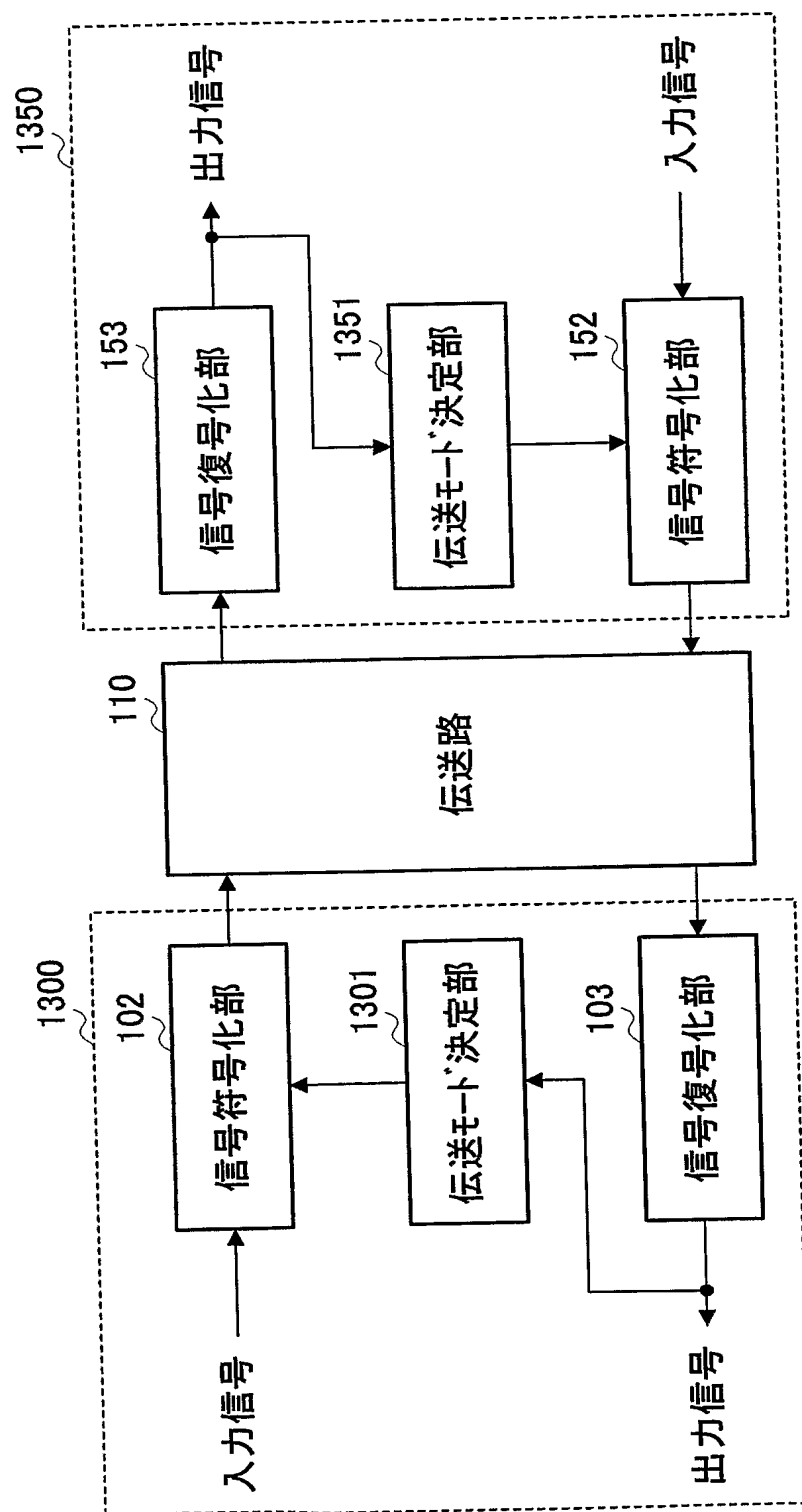 1300
102
入力信号
信号符号化部
1301
伝送モード決定部
103
出力信号
信号復号化部
110
伝送路
1350
153
信号復号化部
出力信号
1351
伝送モード決定部
152
信号符号化部
入力信号